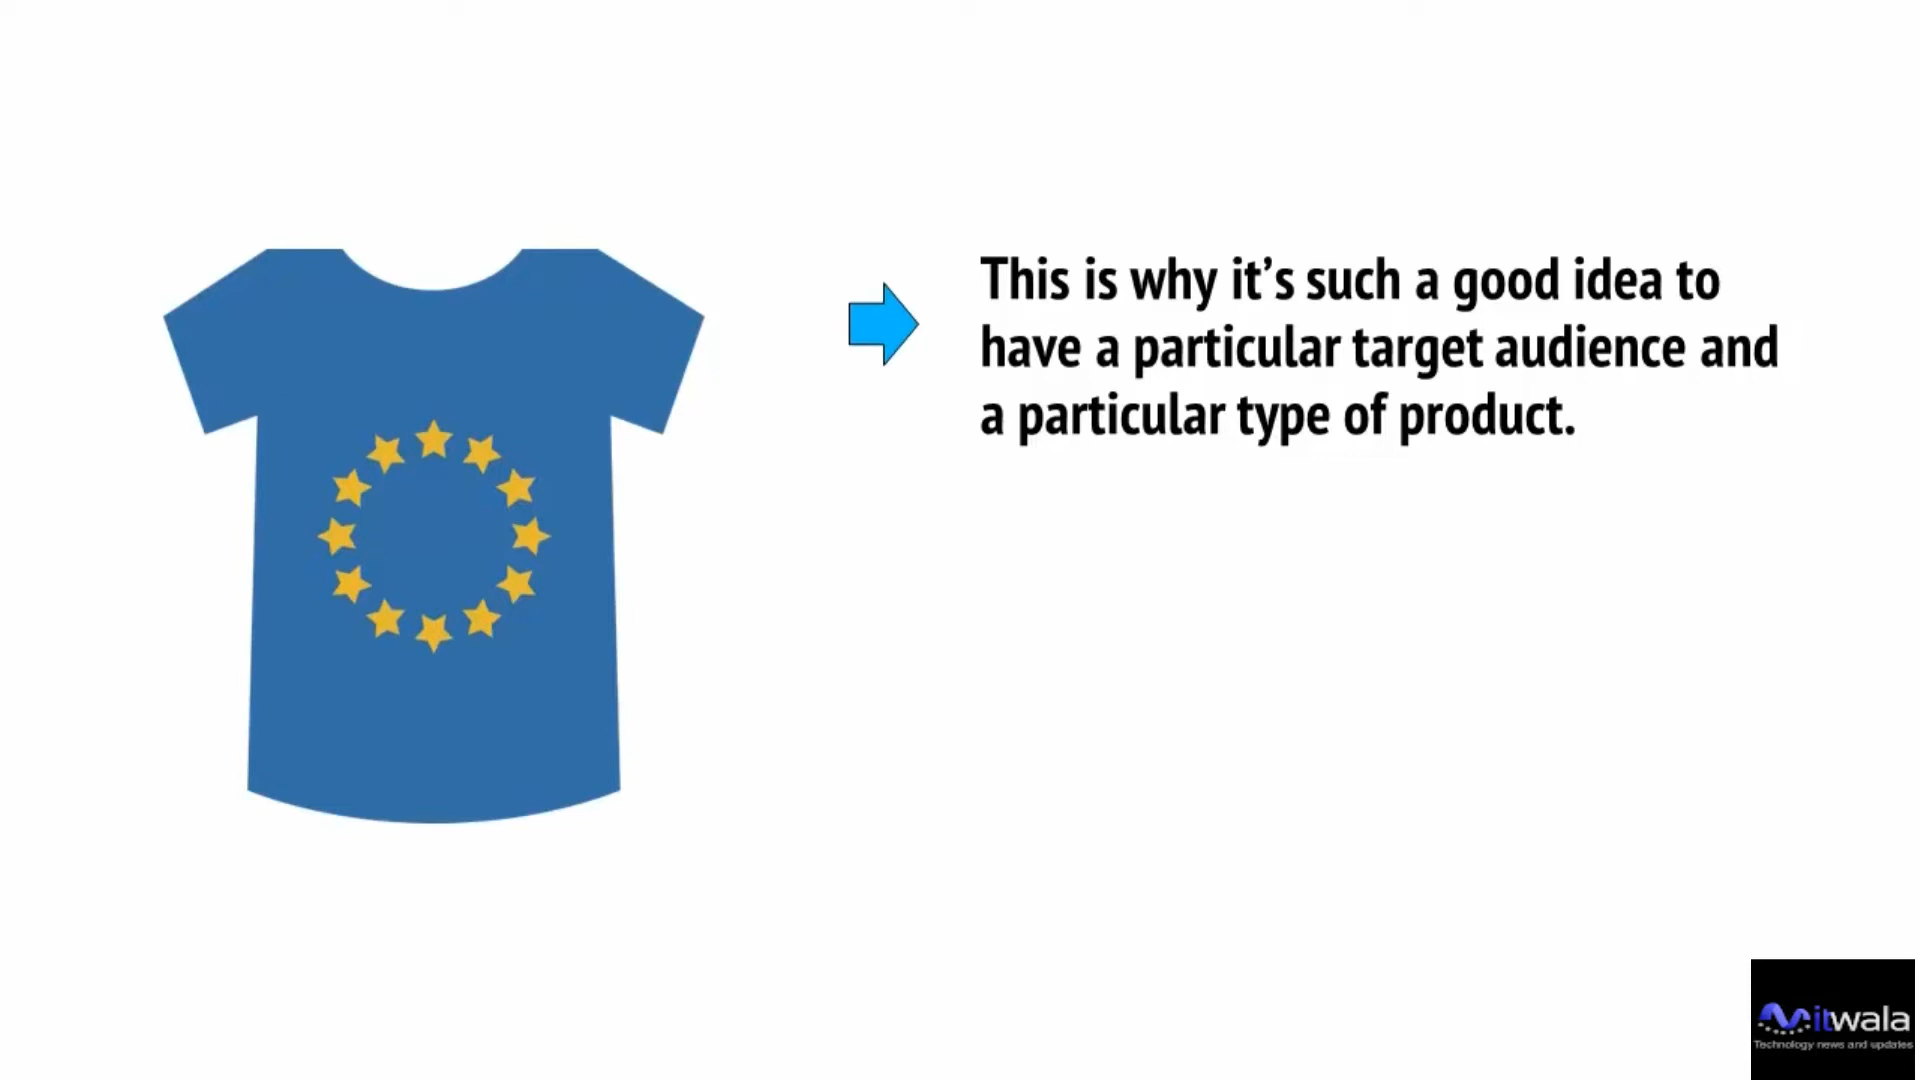 This is why it’s such a good idea to
have a particular target audience and
a particular type of product.
itwala
Technology news and updates